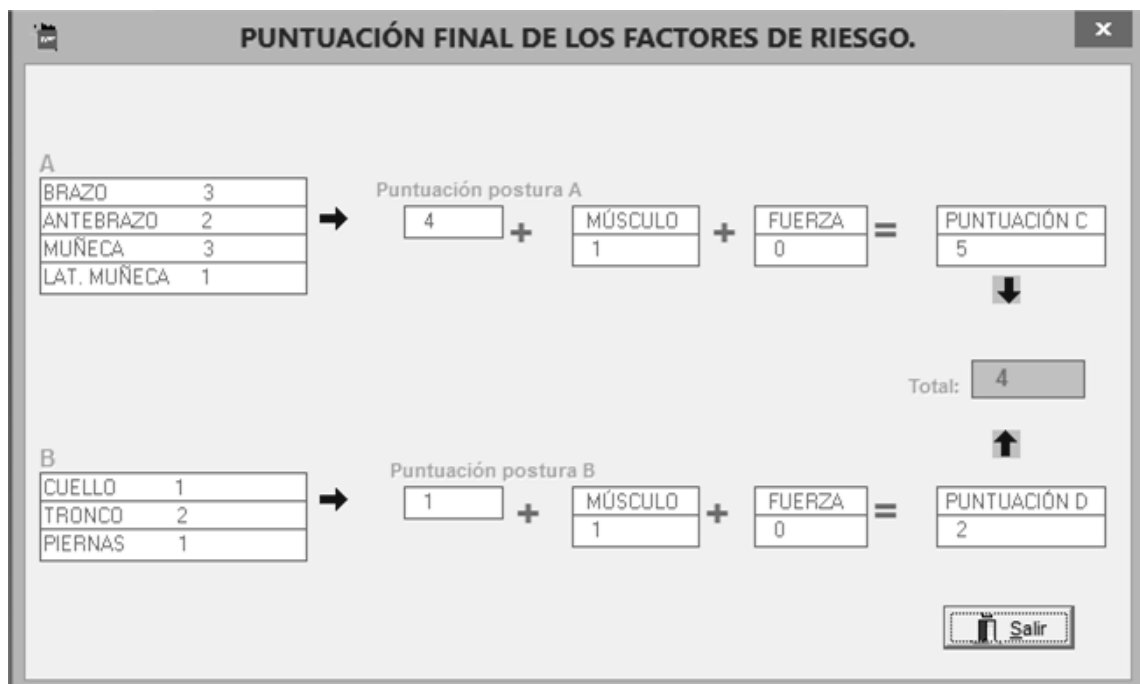 PUNTUACIÓN FINAL DE LOS FACTORES DE RIESGO.
A
BRAZO 3
ANTEBRAZO 2
MUÑECA 3
LAT. MUÑECA 1
Puntuación postura A
4
+
MÚSCULO
1
+
FUERZA
0
=
PUNTUACIÓN C
5
Total: 4
B
CUELLO 1
TRONCO 2
PIERNAS 1
Puntuación postura B
1
+
MÚSCULO
1
+
FUERZA
0
=
PUNTUACIÓN D
2
Salir